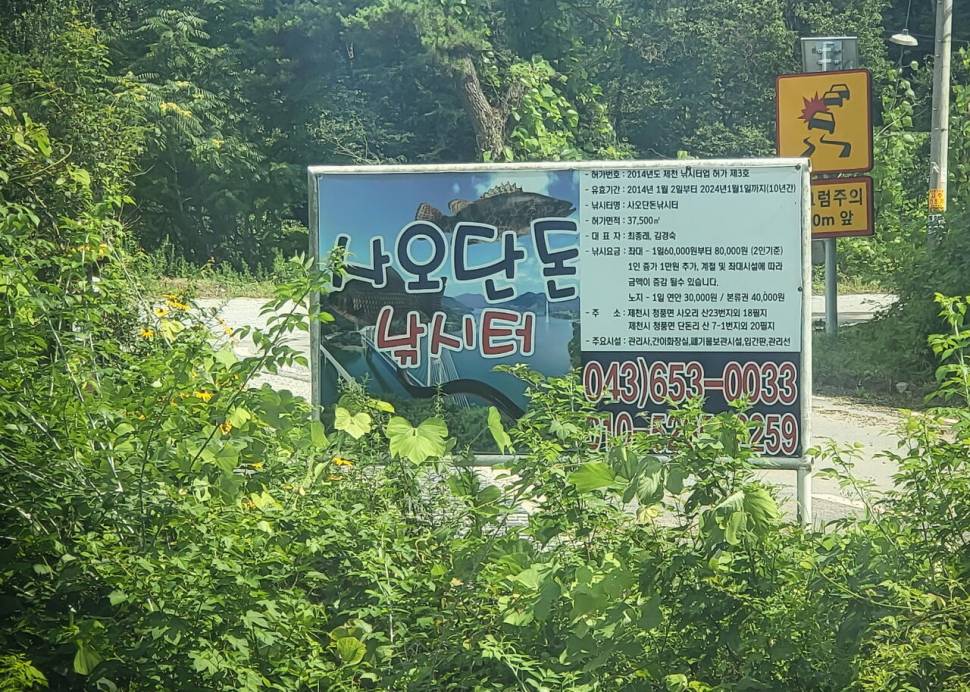 사오단돈
낚시터
- 허가번호 : 2014년도 제천 낚시터업 허가 제3호
- 유효기간 : 2014년 1월 2일부터 2024년1월1일까지(10년간)
- 낚시터명 : 사오단돈낚시터
- 허가면적 : 37,500㎡
- 대 표 자 : 최종래, 김경숙
- 낚시요금 : 좌대 - 1일60,000원부터 80,000원 (2인기준)
1인 증가 1만원 추가, 계절 및 좌대시설에 따라
금액이 증감 될수 있습니다.
노지 - 1일 연안 30,000원 / 본류권 40,000원
- 주 소 : 제천시 청풍면 사오리 산23번지외 18필지
제천시 청풍면 단돈리 산 7-1번지외 20필지
- 주요시설 : 관리사,간이화장실,폐기물보관시설,입간판,관리선
043)653-0033
010-5 259
럼주의
0m 앞